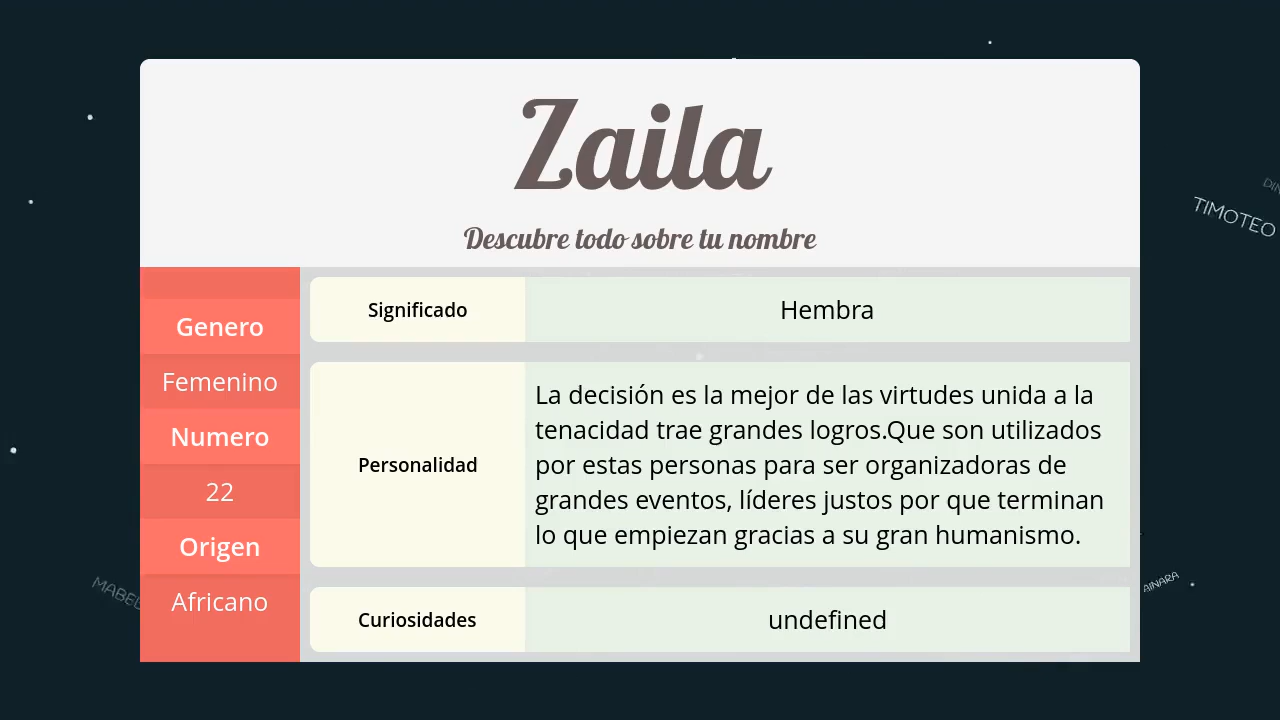 Zaila
Descubre todo sobre tu nombre
Genero
Femenino
Numero
22
Origen
Africano
Significado
Hembra
Personalidad
La decisión es la mejor de las virtudes unida a la
tenacidad trae grandes logros.Que son utilizados
por estas personas para ser organizadoras de
grandes eventos, líderes justos por que terminan
lo que empiezan gracias a su gran humanismo.
Curiosidades
undefined
TIMOTEO
AINARA